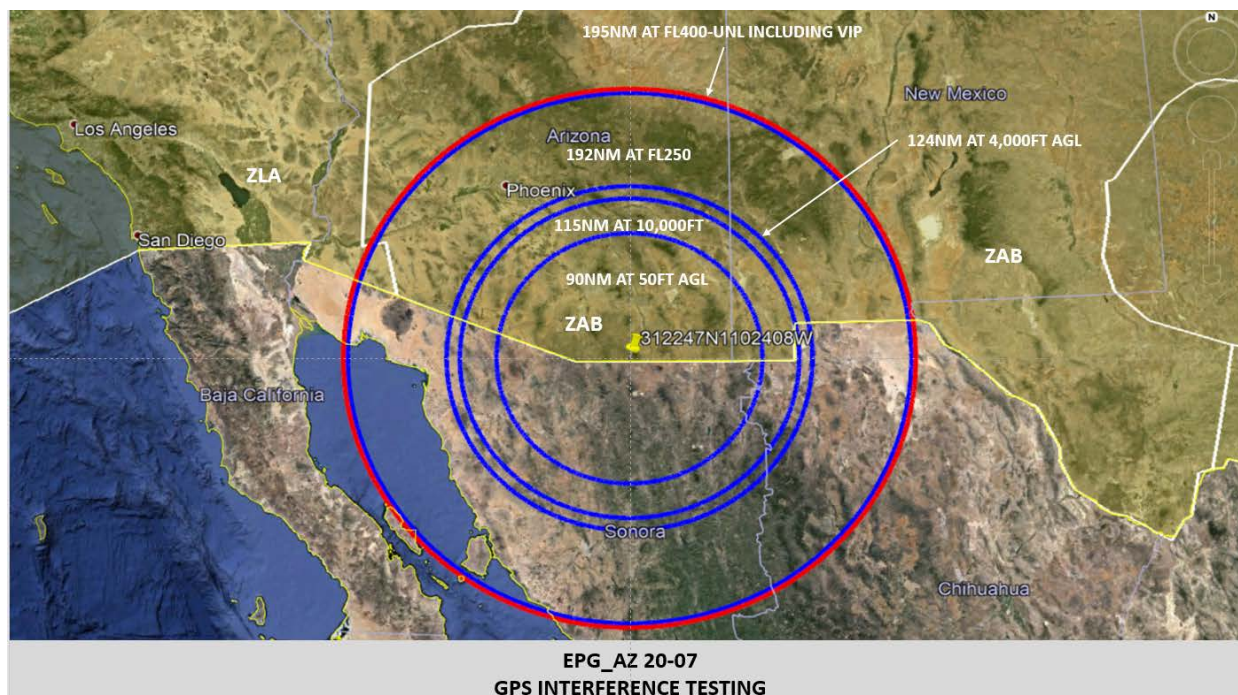 N
195NM AT FL400-UNL INCLUDING VIP
New Mexico
Los Angeles
Arizona
124NM AT 4,000FT AGL
192NM AT FL250
ZLA
Phoenix
115NM AT 10,000FT
San Diego
ZAB
90NM AT 50FT AGL
ZAB
312247N1102408W
Baja California
Sonora
Chihuahua
EPG_AZ 20-07
GPS INTERFERENCE TESTING